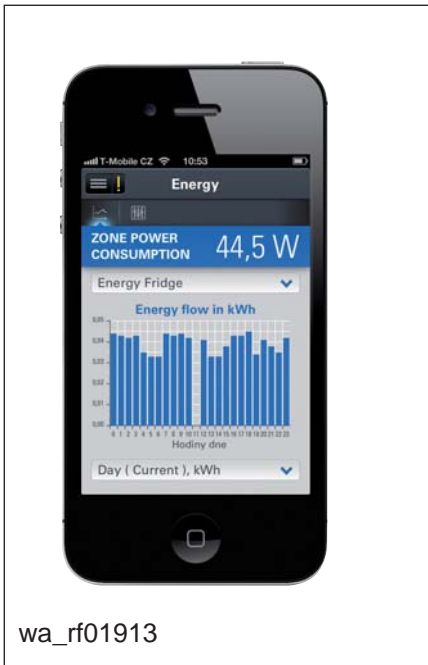 T-Mobile CZ 10:53
Energy
ZONE POWER
CONSUMPTION
44,5 W
Energy Fridge
Energy flow in kWh
0,05
0,04
0,03
0,02
0,01
0,00
0 1 2 3 4 5 6 7 8 9 10 11 12 13 14 15 16 17 18 19 20 21 22 23
Hodiny dne
Day ( Current ), kWh
wa_rf01913